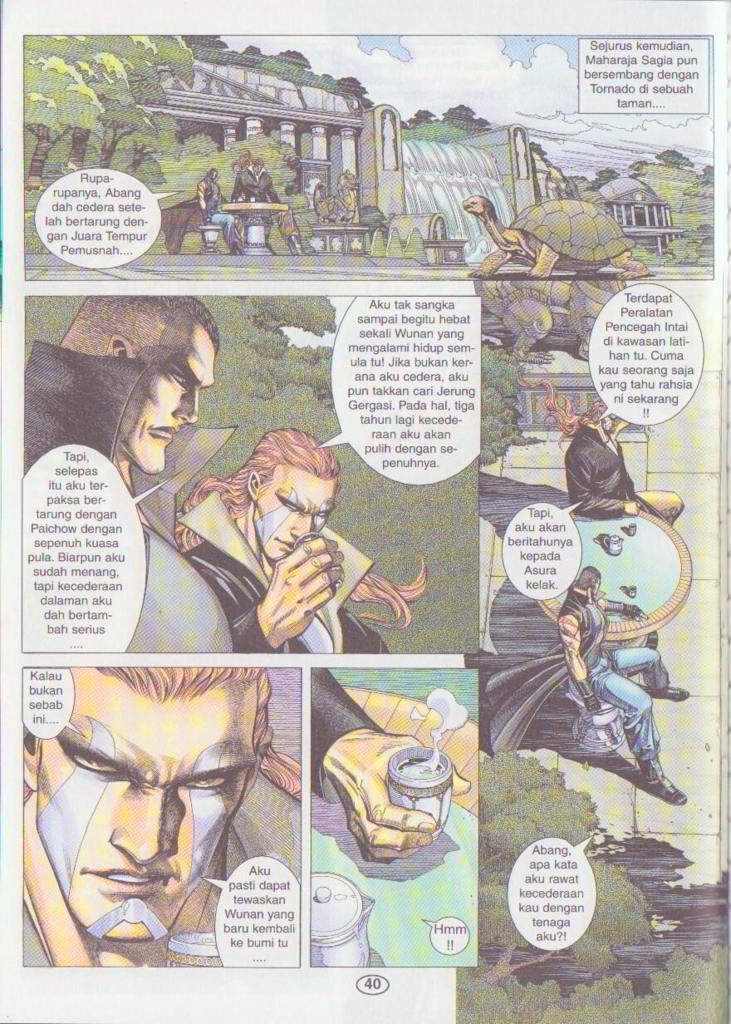 Sejurus kemudian,
Maharaja Sagia pun
bersembang dengan
Tornado di sebuah
taman....
Rupa-
rupanya, Abang
dah cedera sete-
lah bertarung den-
gan Juara Tempur
Pemusnah....
Aku tak sangka
sampai begitu hebat
sekali Wunan yang
mengalami hidup sem-
ula tu! Jika bukan ker-
ana aku cedera, aku
pun takkan cari Jerung
Gergasi. Pada hal, tiga
tahun lagi kecede-
raan aku akan
pulih dengan se-
penuhnya.
Tapi,
selepas
itu aku ter-
paksa ber-
tarung dengan
Paichow dengan
sepenuh kuasa
pula. Biarpun aku
sudah menang,
tapi kecederaan
dalaman aku
dah bertam-
bah serius
....
Terdapat
Peralatan
Pencegah Intai
di kawasan lati-
han tu. Cuma
kau seorang saja
yang tahu rahsia
ni sekarang
!!
Tapi,
aku akan
beritahunya
kepada
Asura
kelak.
Kalau
bukan
sebab
ini....
Aku
pasti dapat
tewaskan
Wunan yang
baru kembali
ke bumi tu
....
Hmm
!!
Abang,
apa kata
aku rawat
kecederaan
kau dengan
tenaga
aku?!
40